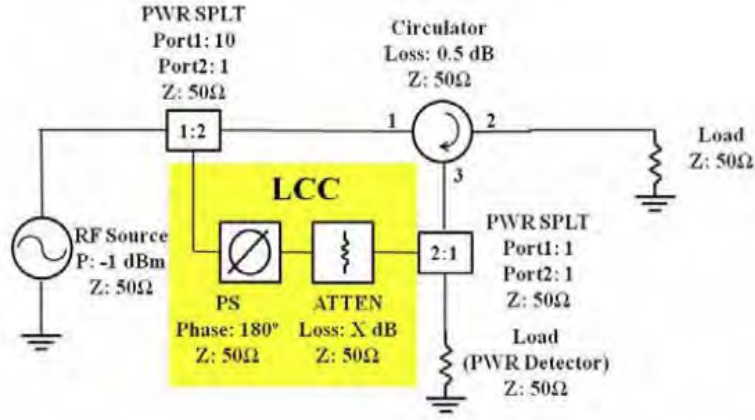 PWR SPLT
Port1: 10
Port2: 1
Z: 50Ω
1:2
Circulator
Loss: 0.5 dB
Z: 50Ω
1
2
3
Load
Z: 50Ω
LCC
RF Source
P: -1 dBm
Z: 50Ω
PS
Phase: 180°
Z: 50Ω
ATTEN
Loss: X dB
Z: 50Ω
2:1
PWR SPLT
Port1: 1
Port2: 1
Z: 50Ω
Load
(PWR Detector)
Z: 50Ω